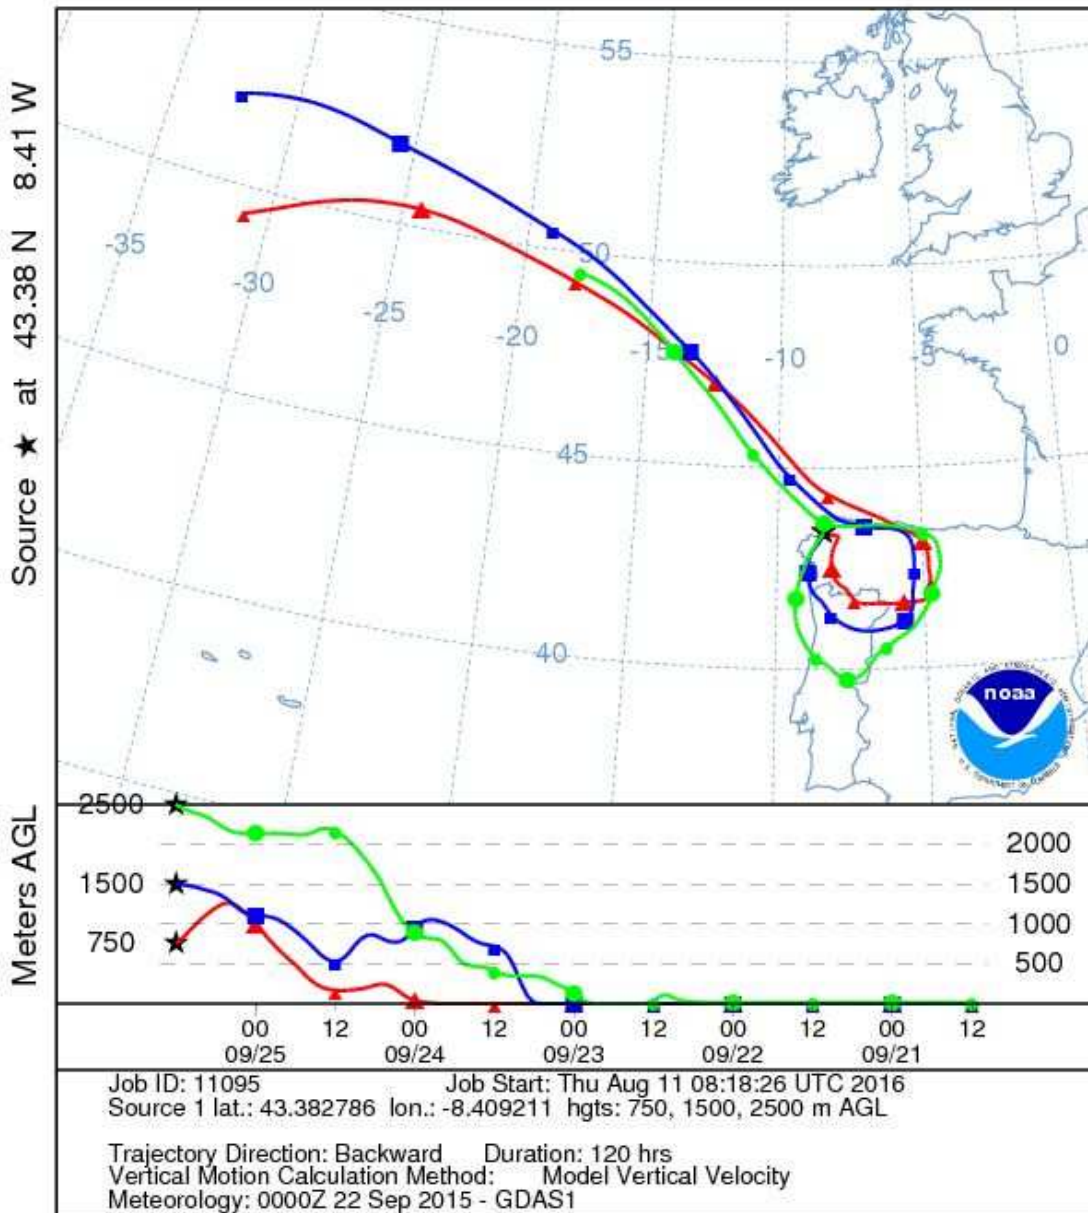 Source ★ at 43.38 N 8.41 W
55
-35
50
-30
-25
-20
-15
-10
-5
0
45
40
noaa
Meters AGL
2500
2000
1500
1500
1000
750
500
00 12 00 12 00 12 00 12 00 12
09/25 09/24 09/23 09/22 09/21
Job ID: 11095 Job Start: Thu Aug 11 08:18:26 UTC 2016
Source 1 lat.: 43.382786 lon.: -8.409211 hgts: 750, 1500, 2500 m AGL
Trajectory Direction: Backward Duration: 120 hrs
Vertical Motion Calculation Method: Model Vertical Velocity
Meteorology: 0000Z 22 Sep 2015 - GDAS1